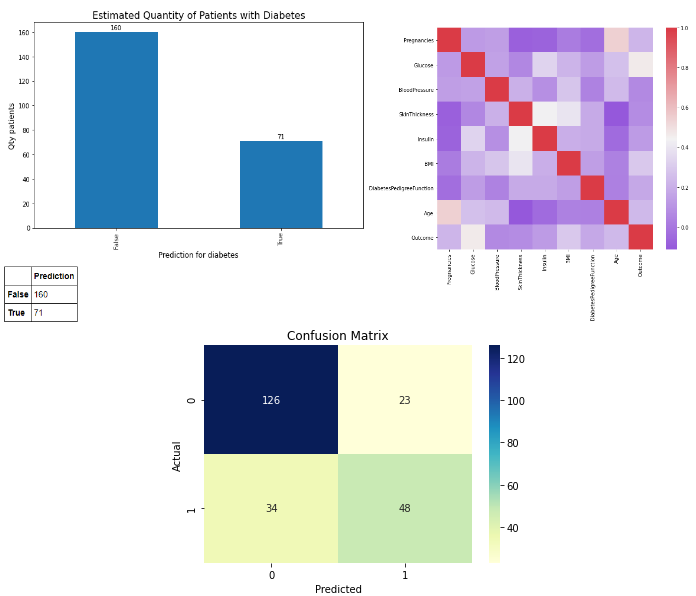 Estimated Quantity of Patients with Diabetes
160
140
120
100
80
60
40
20
0
Qty patients
160
71
False
True
Prediction for diabetes
Prediction
False 160
True 71
Pregnancies
Glucose
BloodPressure
SkinThickness
Insulin
BMI
DiabetesPedigreeFunction
Age
Outcome
Pregnancies
Glucose
BloodPressure
SkinThickness
Insulin
BMI
DiabetesPedigreeFunction
Age
Outcome
1.0
0.8
0.6
0.4
0.2
0.0
Confusion Matrix
126 23
34 48
0
1
Actual
0 1
Predicted
120
100
80
60
40